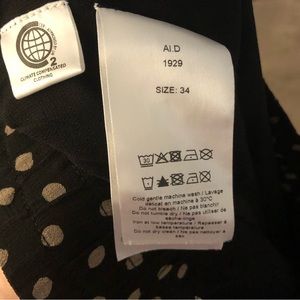 2
CLIMATE COMPENSATED
CLOTHING
AI.D
1929
SIZE: 34
30
Cold gentle machine wash / Lavage
délicat en machine à 30°C
Do not bleach / Ne pas blanchir
Do not tumble dry / Ne pas utiliser de
sèche-linge
Iron at low temperature / Repasser à
basse température
Do not dry clean / Ne pas nettoyer à
sec